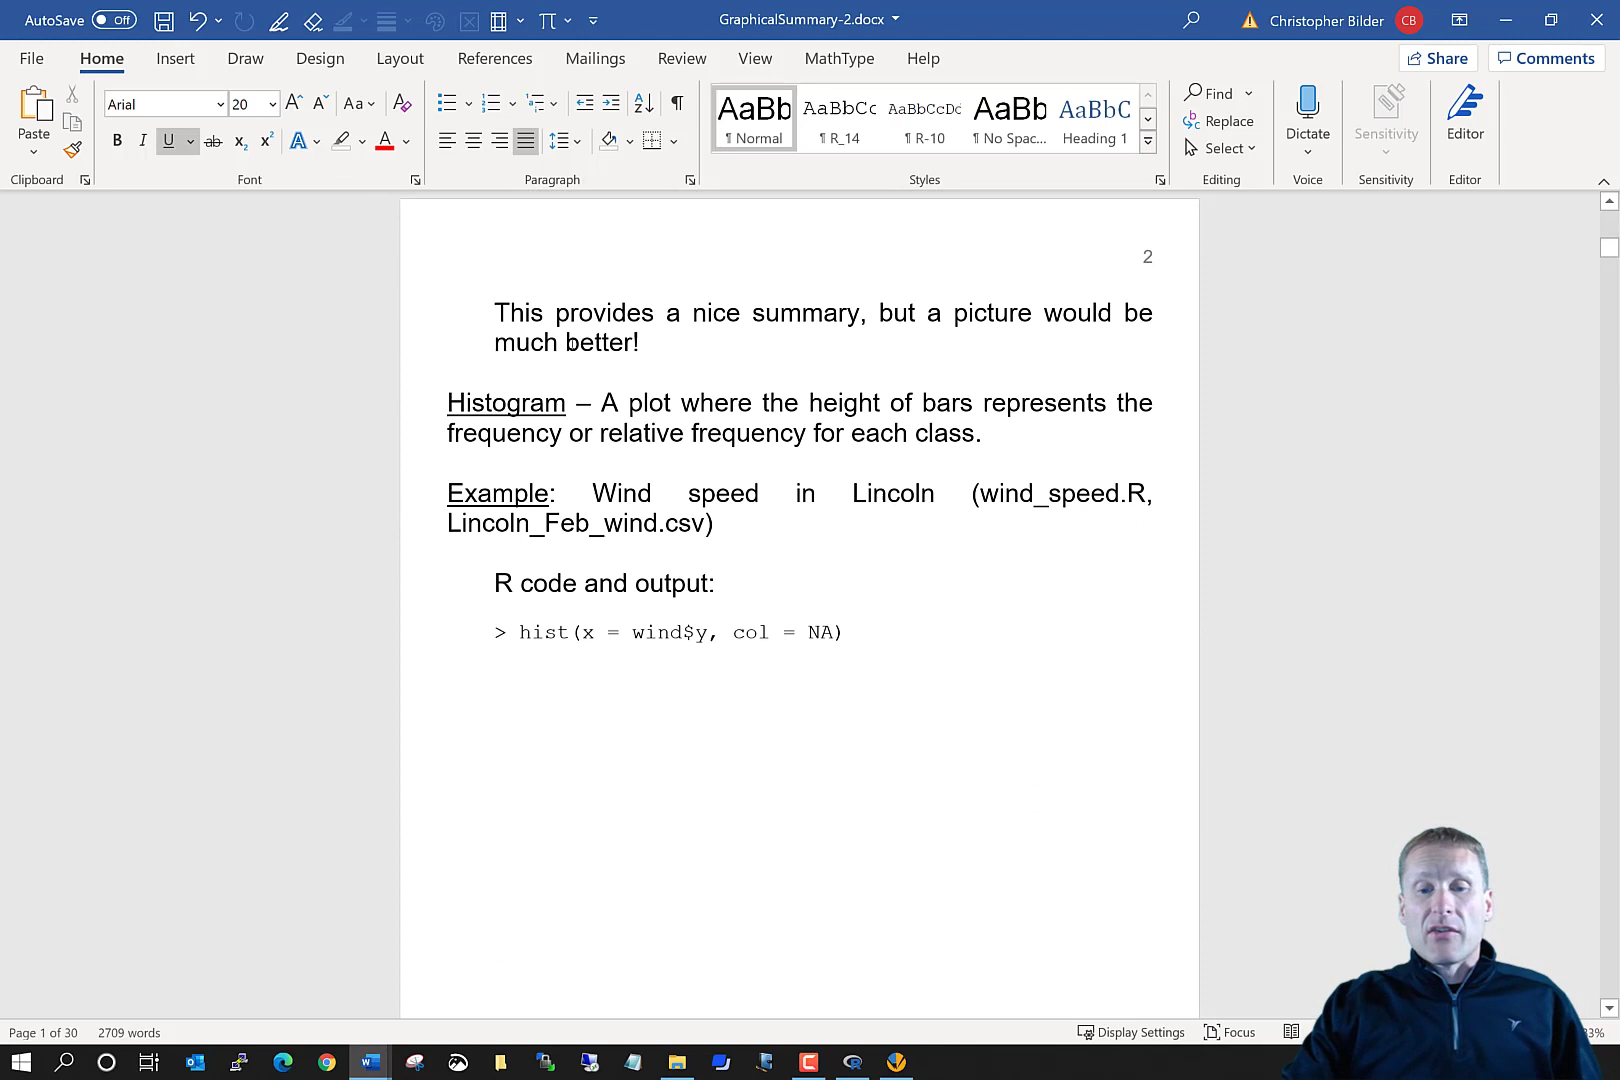 AutoSave Off GraphicalSummary-2.docx Christopher Bilder CB
File Home Insert Draw Design Layout References Mailings Review View MathType Help Share Comments
Paste Arial 20 Aa AaBb AaBbCc AaBbCcDd AaBb AaBbC Find Replace Select Dictate Sensitivity Editor
¶ Normal ¶ R_14 ¶ R-10 ¶ No Spac... Heading 1
Clipboard Font Paragraph Styles Editing Voice Sensitivity Editor
2
This provides a nice summary, but a picture would be
much better!
Histogram – A plot where the height of bars represents the
frequency or relative frequency for each class.
Example: Wind speed in Lincoln (wind_speed.R,
Lincoln_Feb_wind.csv)
R code and output:
> hist(x = wind$y, col = NA)
Page 1 of 30 2709 words Display Settings Focus